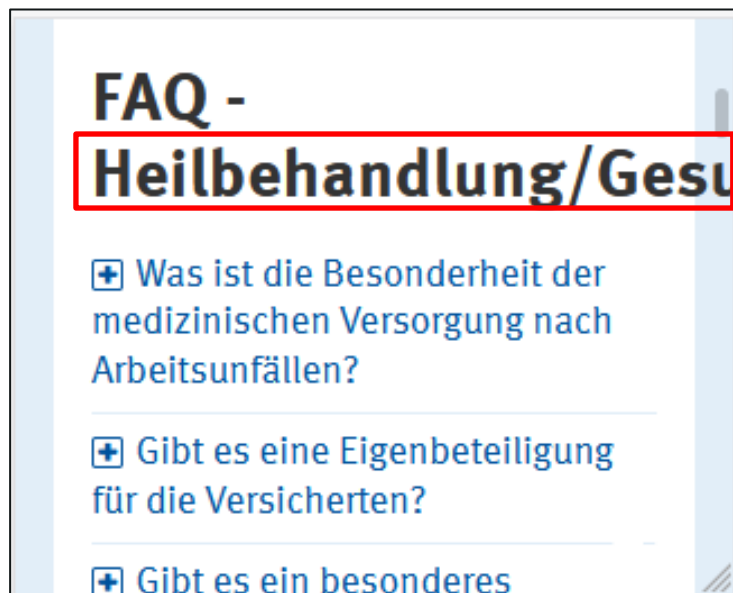 FAQ -
Heilbehandlung/Gesu
Was ist die Besonderheit der
medizinischen Versorgung nach
Arbeitsunfällen?
Gibt es eine Eigenbeteiligung
für die Versicherten?
Gibt es ein besonderes